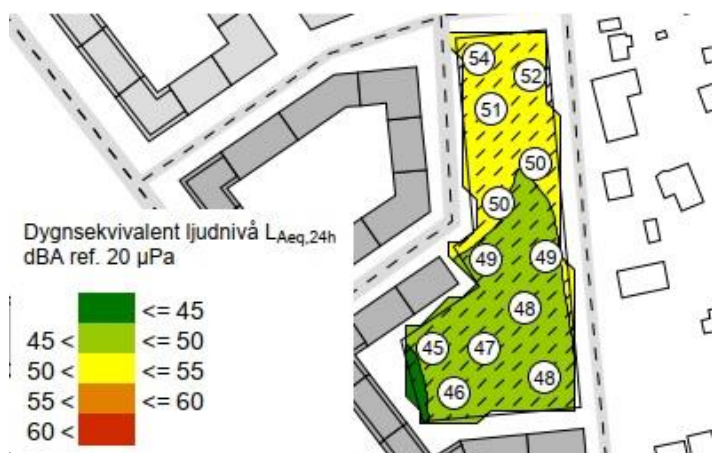 54
52
51
50
50
Dygnsekvivalent ljudnivå LAeq,24h
dBA ref. 20 µPa
49
49
48
<= 45
45 < <= 50
50 < <= 55
55 < <= 60
60 <
45
47
46
48